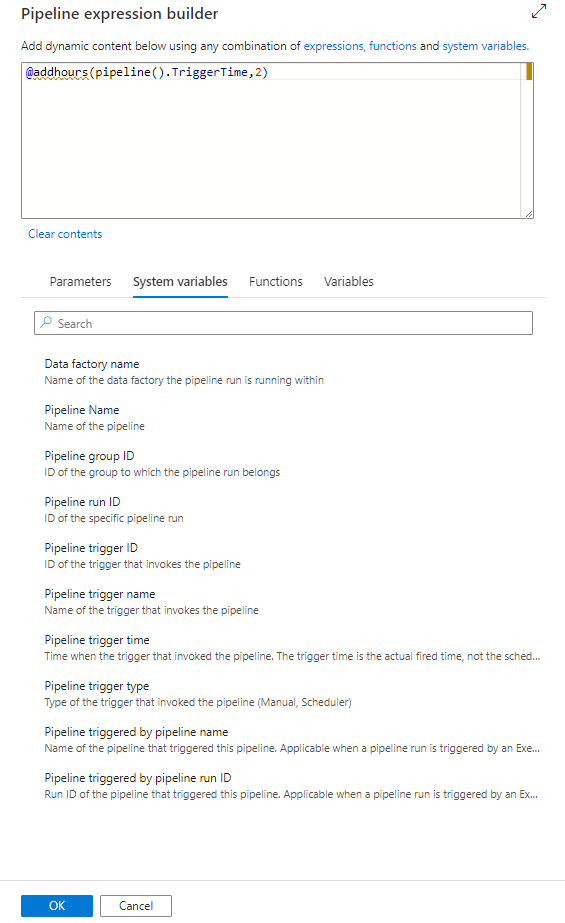 Pipeline expression builder
Add dynamic content below using any combination of expressions, functions and system variables.
@addhours(pipeline().TriggerTime,2)
Clear contents
Parameters System variables Functions Variables
Search
Data factory name
Name of the data factory the pipeline run is running within
Pipeline Name
Name of the pipeline
Pipeline group ID
ID of the group to which the pipeline run belongs
Pipeline run ID
ID of the specific pipeline run
Pipeline trigger ID
ID of the trigger that invokes the pipeline
Pipeline trigger name
Name of the trigger that invokes the pipeline
Pipeline trigger time
Time when the trigger that invoked the pipeline. The trigger time is the actual fired time, not the sched...
Pipeline trigger type
Type of the trigger that invoked the pipeline (Manual, Scheduler)
Pipeline triggered by pipeline name
Name of the pipeline that triggered this pipeline. Applicable when a pipeline run is triggered by an Exe...
Pipeline triggered by pipeline run ID
Run ID of the pipeline that triggered this pipeline. Applicable when a pipeline run is triggered by an Ex...
OK Cancel